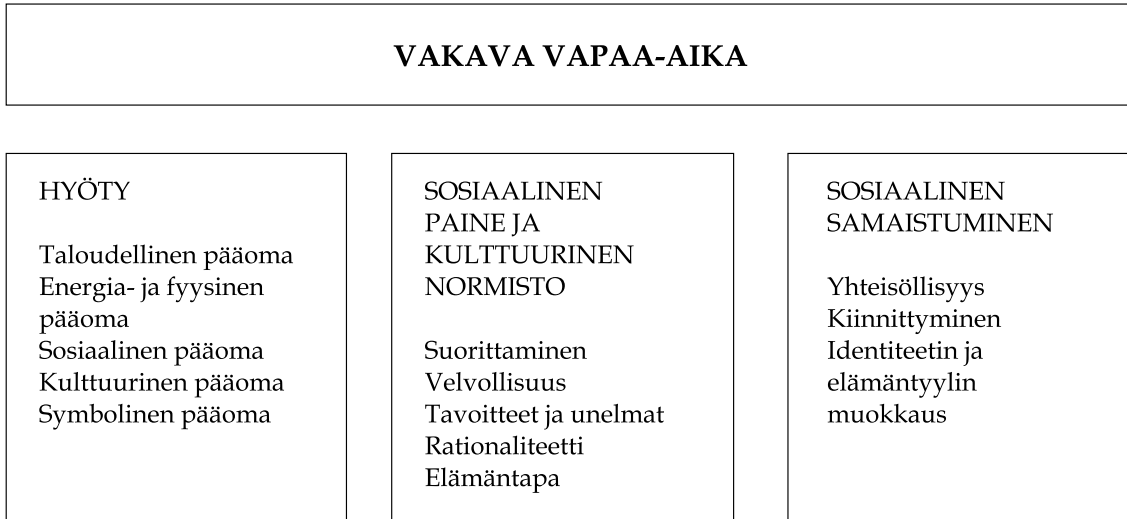 VAKAVA VAPAA-AIKA
HYÖTY
Taloudellinen pääoma
Energia- ja fyysinen
pääoma
Sosiaalinen pääoma
Kulttuurinen pääoma
Symbolinen pääoma
SOSIAALINEN
PAINE JA
KULTTUURINEN
NORMISTO
Suorittaminen
Velvollisuus
Tavoitteet ja unelmat
Rationaliteetti
Elämäntapa
SOSIAALINEN
SAMAISTUMINEN
Yhteisöllisyys
Kiinnittyminen
Identiteetin ja
elämäntyylin
muokkaus